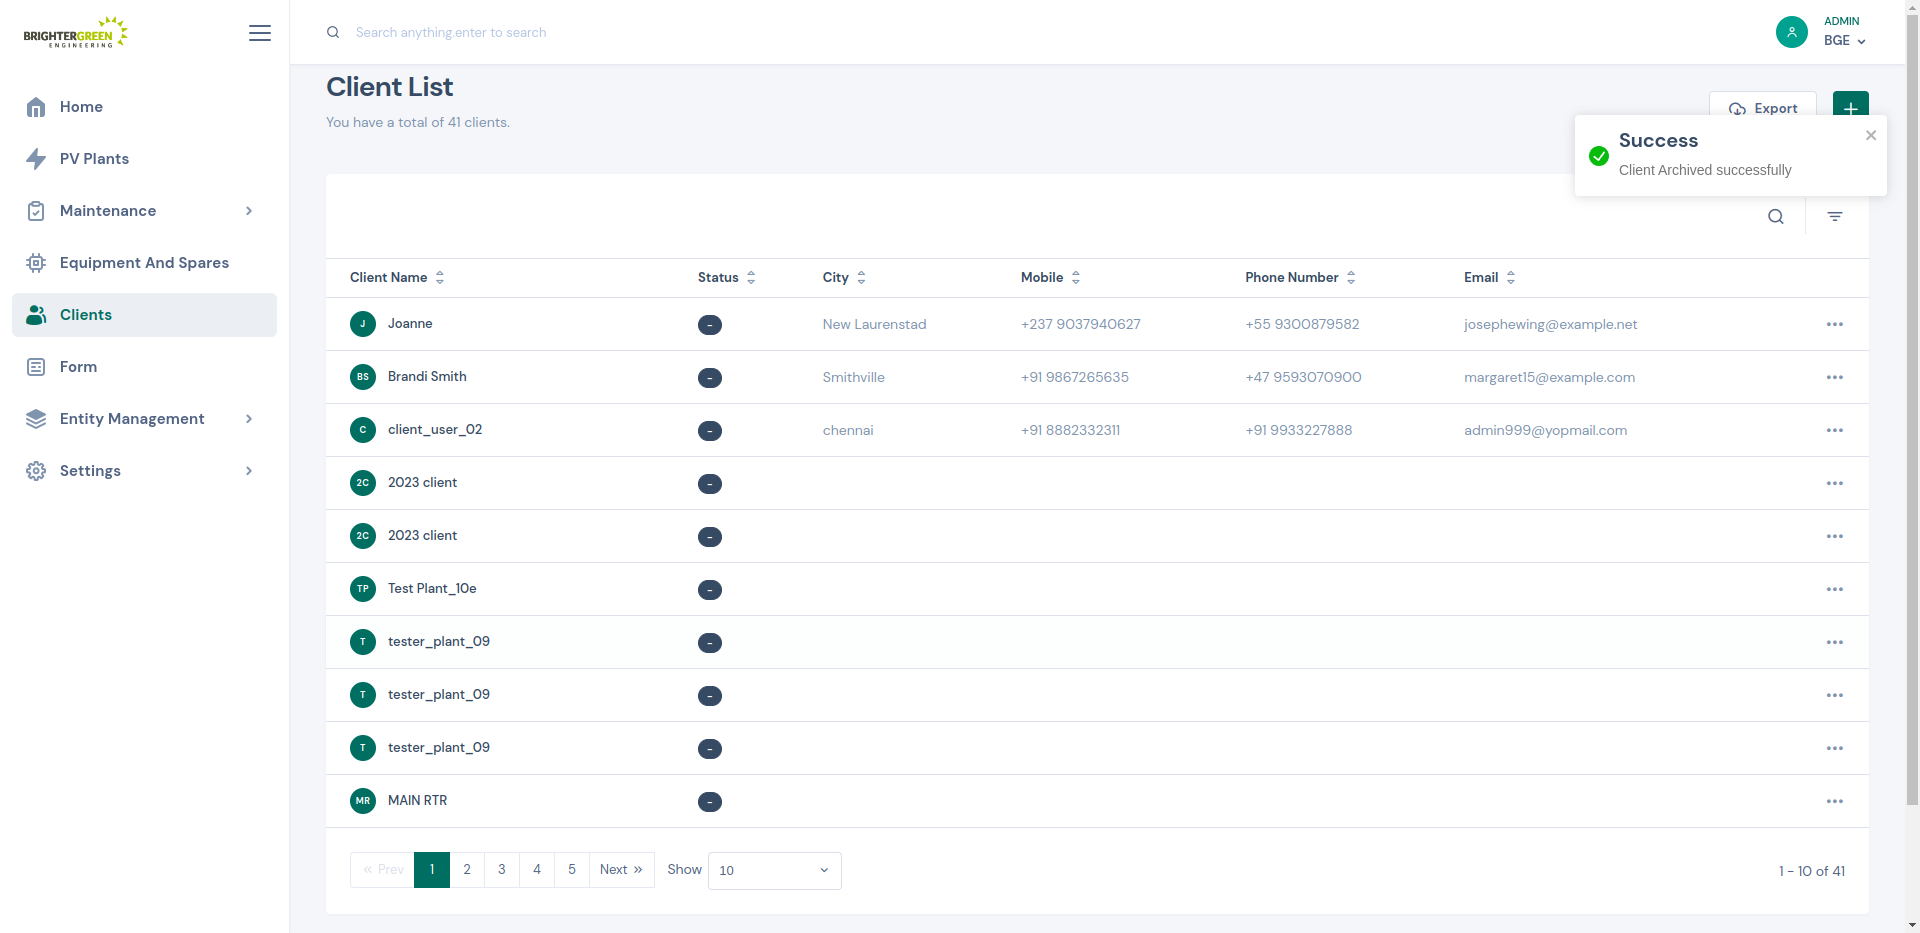 BRIGHTERGREEN
ENGINEERING
Search anything.enter to search
ADMIN
BGE
Home
PV Plants
Maintenance
Equipment And Spares
Clients
Form
Entity Management
Settings
Client List
You have a total of 41 clients.
Export
Success
Client Archived successfully
Client Name Status City Mobile Phone Number Email
J Joanne - New Laurenstad +237 9037940627 +55 9300879582 josephewing@example.net
BS Brandi Smith - Smithville +91 9867265635 +47 9593070900 margaret15@example.com
C client_user_02 - chennai +91 8882332311 +91 9933227888 admin999@yopmail.com
2C 2023 client -
2C 2023 client -
TP Test Plant_10e -
T tester_plant_09 -
T tester_plant_09 -
T tester_plant_09 -
MR MAIN RTR -
« Prev 1 2 3 4 5 Next » Show 10 1 - 10 of 41